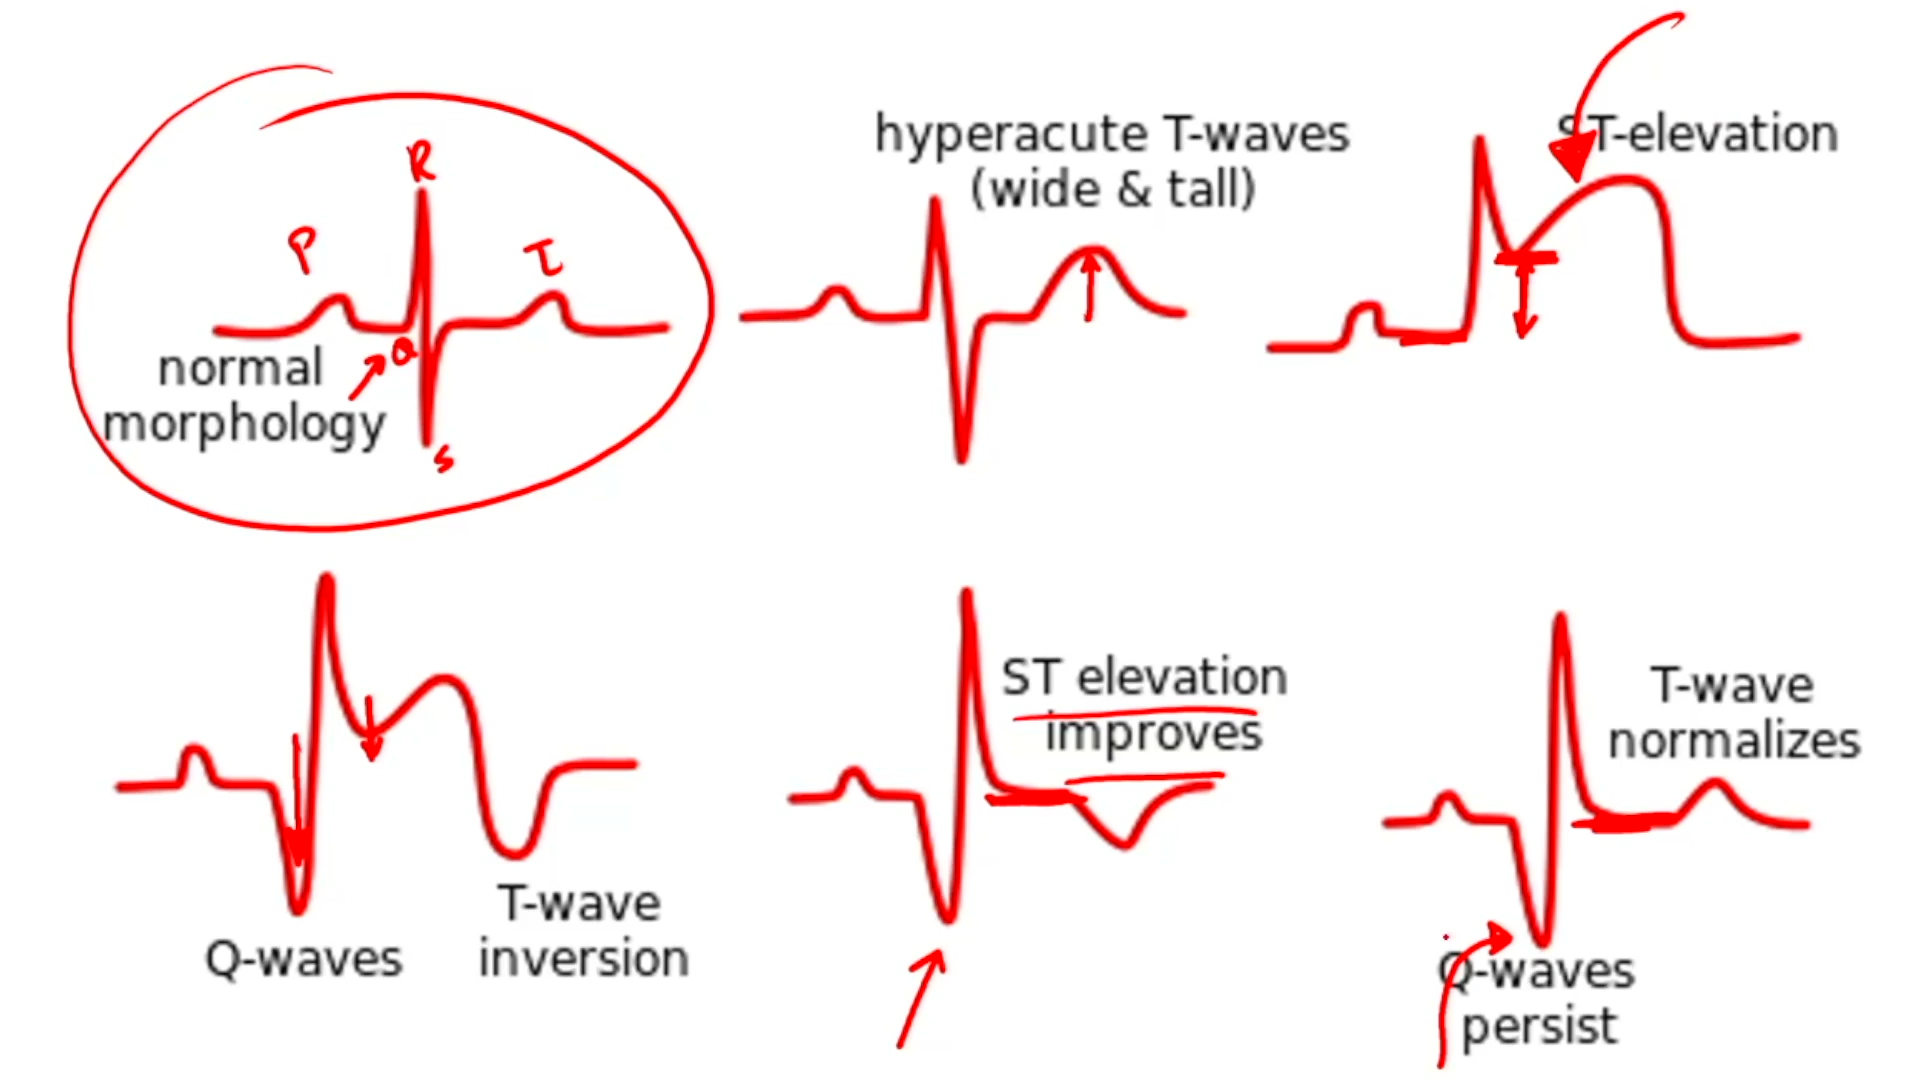 R
P
T
Q
S
normal
morphology
hyperacute T-waves
(wide & tall)
ST-elevation
Q-waves
T-wave
inversion
ST elevation
improves
T-wave
normalizes
Q-waves
persist